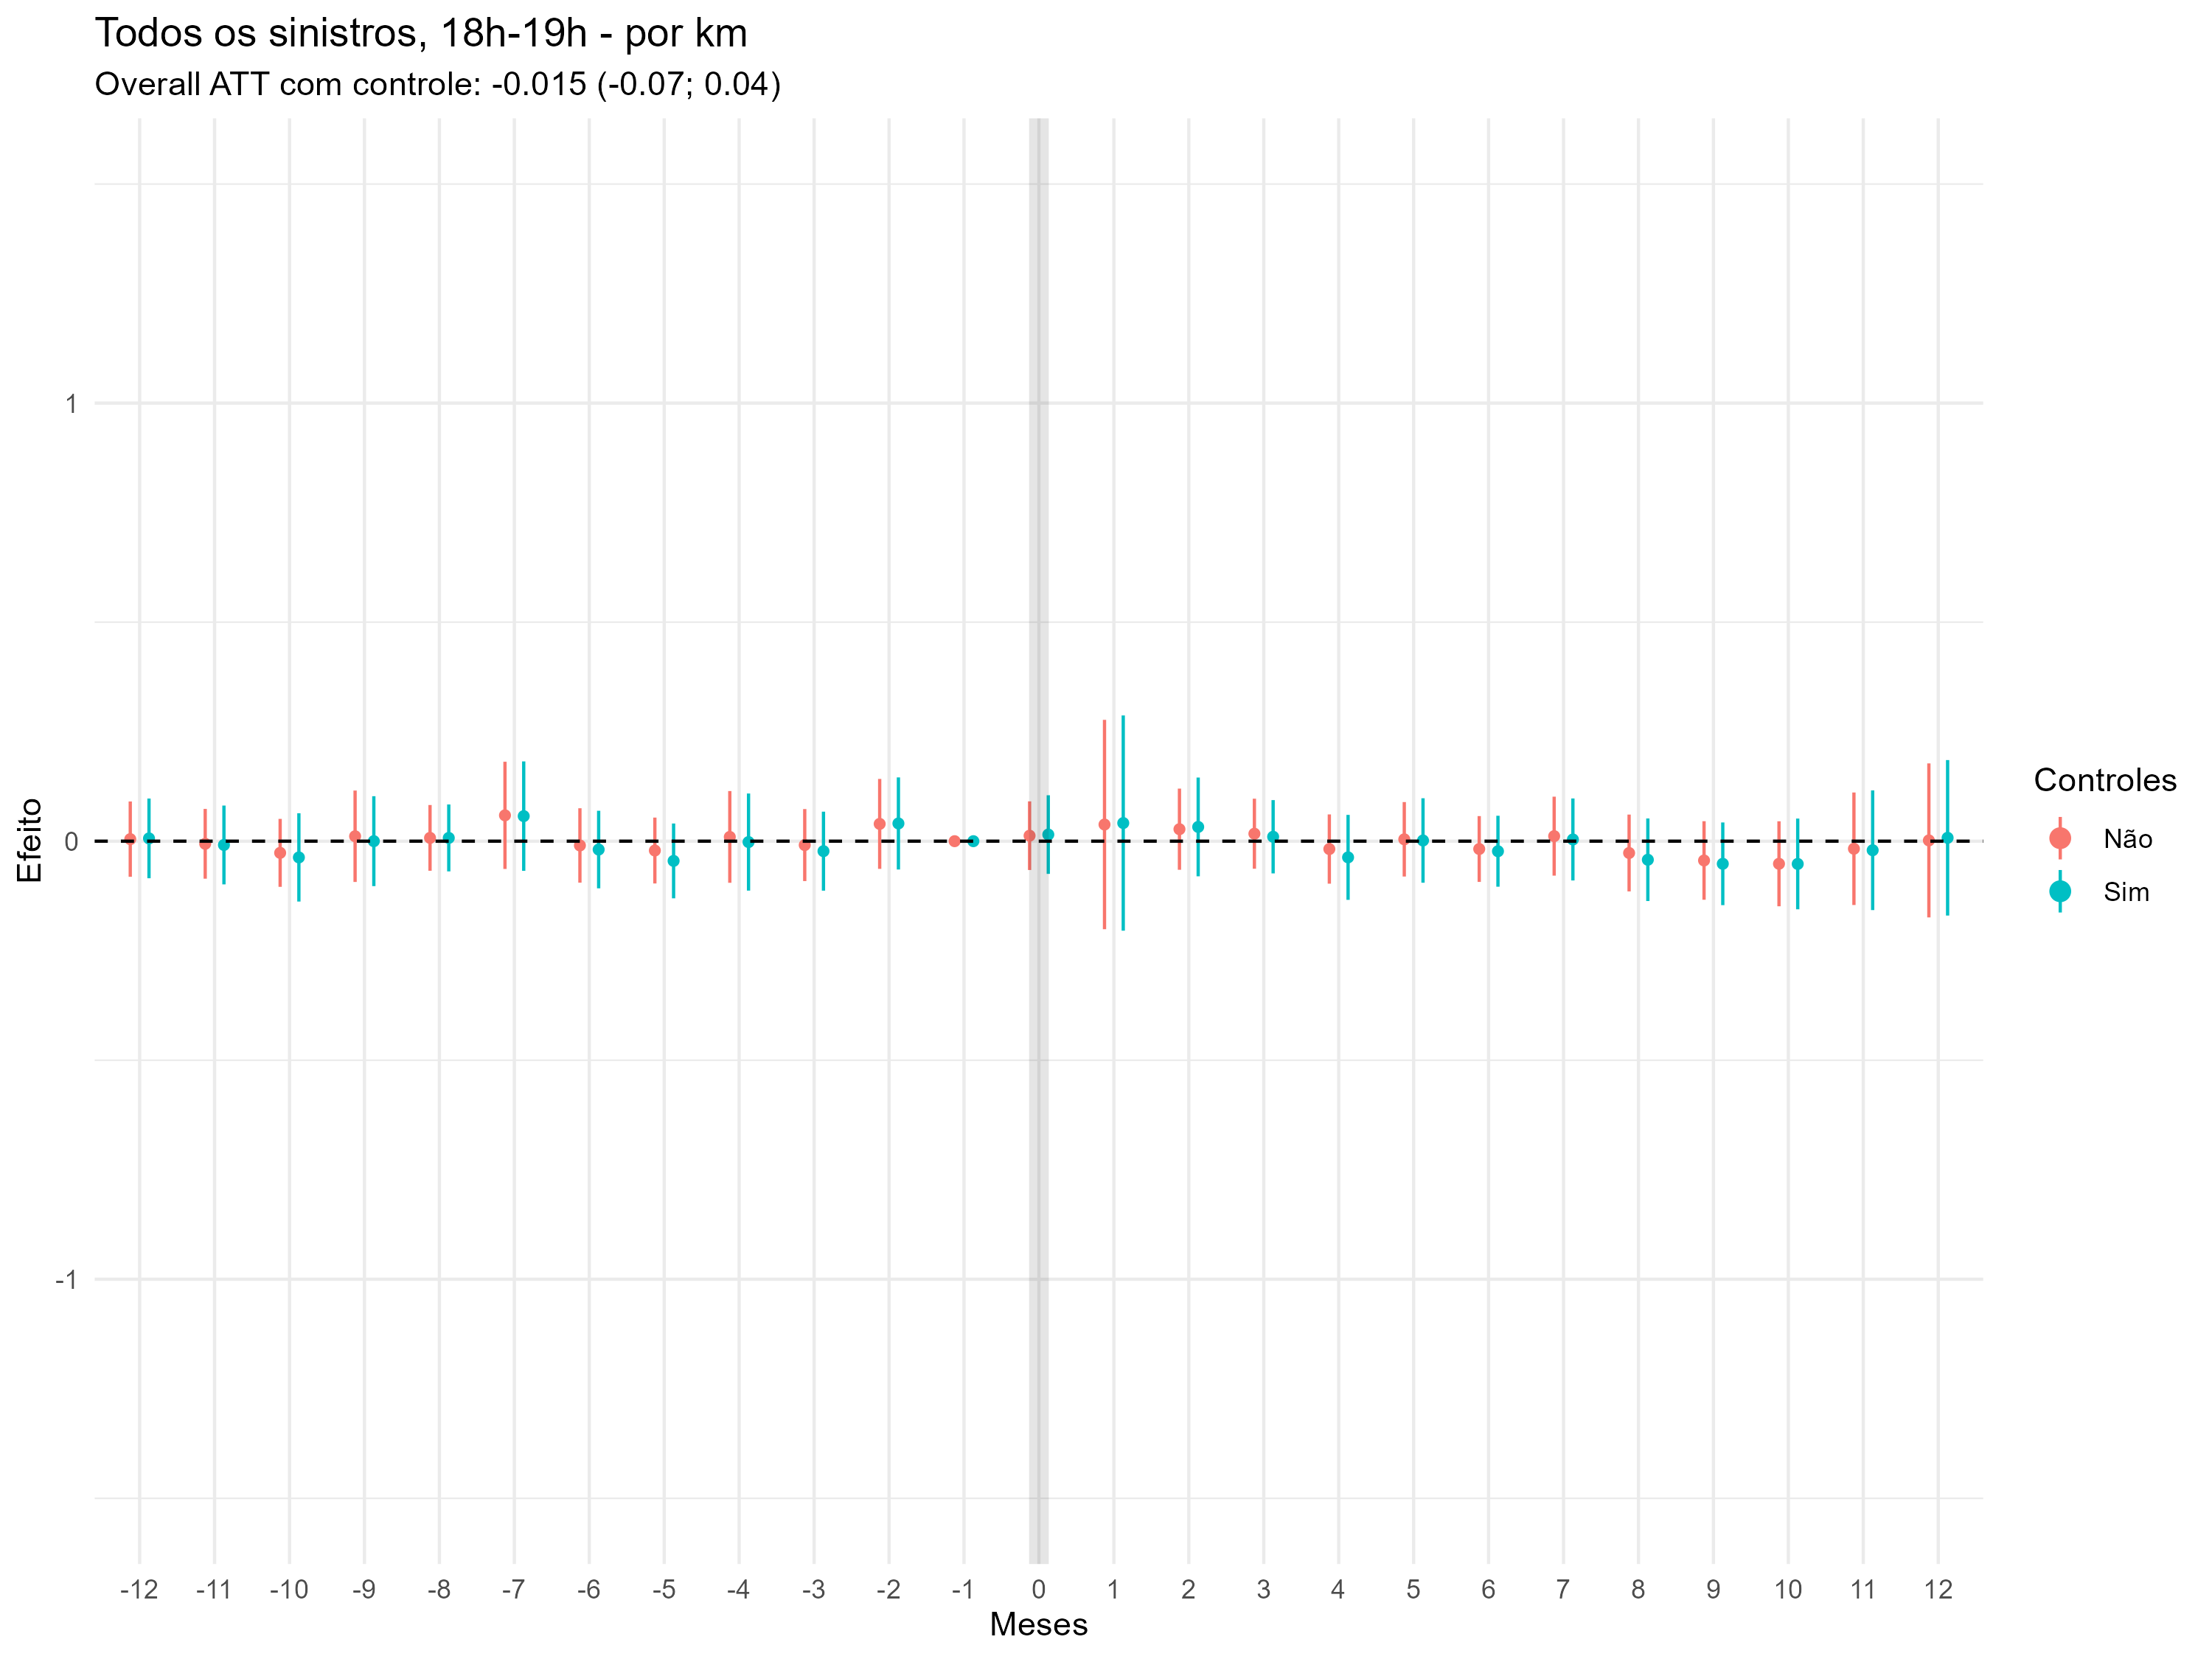 Todos os sinistros, 18h-19h - por km
Overall ATT com controle: -0.015 (-0.07; 0.04)
Efeito
1
0
-1
-12 -11 -10 -9 -8 -7 -6 -5 -4 -3 -2 -1 0 1 2 3 4 5 6 7 8 9 10 11 12
Meses
Controles
Não
Sim